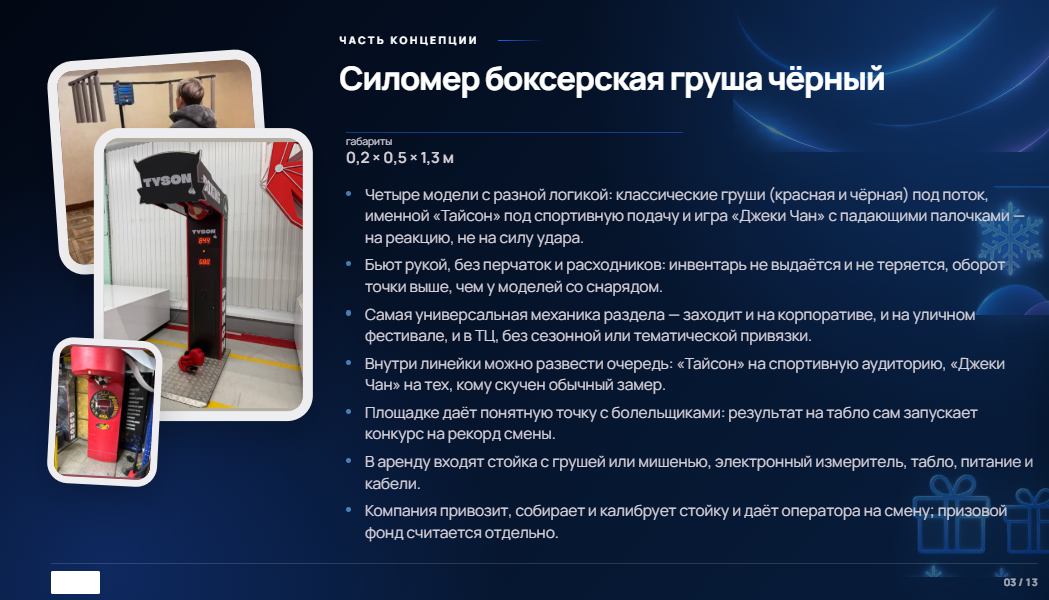 ЧАСТЬ КОНЦЕПЦИИ
Силомер боксерская груша чёрный
габариты
0,2 × 0,5 × 1,3 м
Четыре модели с разной логикой: классические груши (красная и чёрная) под поток,
именной «Тайсон» под спортивную подачу и игра «Джеки Чан» с падающими палочками —
на реакцию, не на силу удара.
Бьют рукой, без перчаток и расходников: инвентарь не выдаётся и не теряется, оборот
точки выше, чем у моделей со снарядом.
Самая универсальная механика раздела — заходит и на корпоративе, и на уличном
фестивале, и в ТЦ, без сезонной или тематической привязки.
Внутри линейки можно развести очередь: «Тайсон» на спортивную аудиторию, «Джеки
Чан» на тех, кому скучен обычный замер.
Площадке даёт понятную точку с болельщиками: результат на табло сам запускает
конкурс на рекорд смены.
В аренду входят стойка с грушей или мишенью, электронный измеритель, табло, питание и
кабели.
Компания привозит, собирает и калибрует стойку и даёт оператора на смену; призовой
фонд считается отдельно.
TYSON
TYSON
849
03 / 13